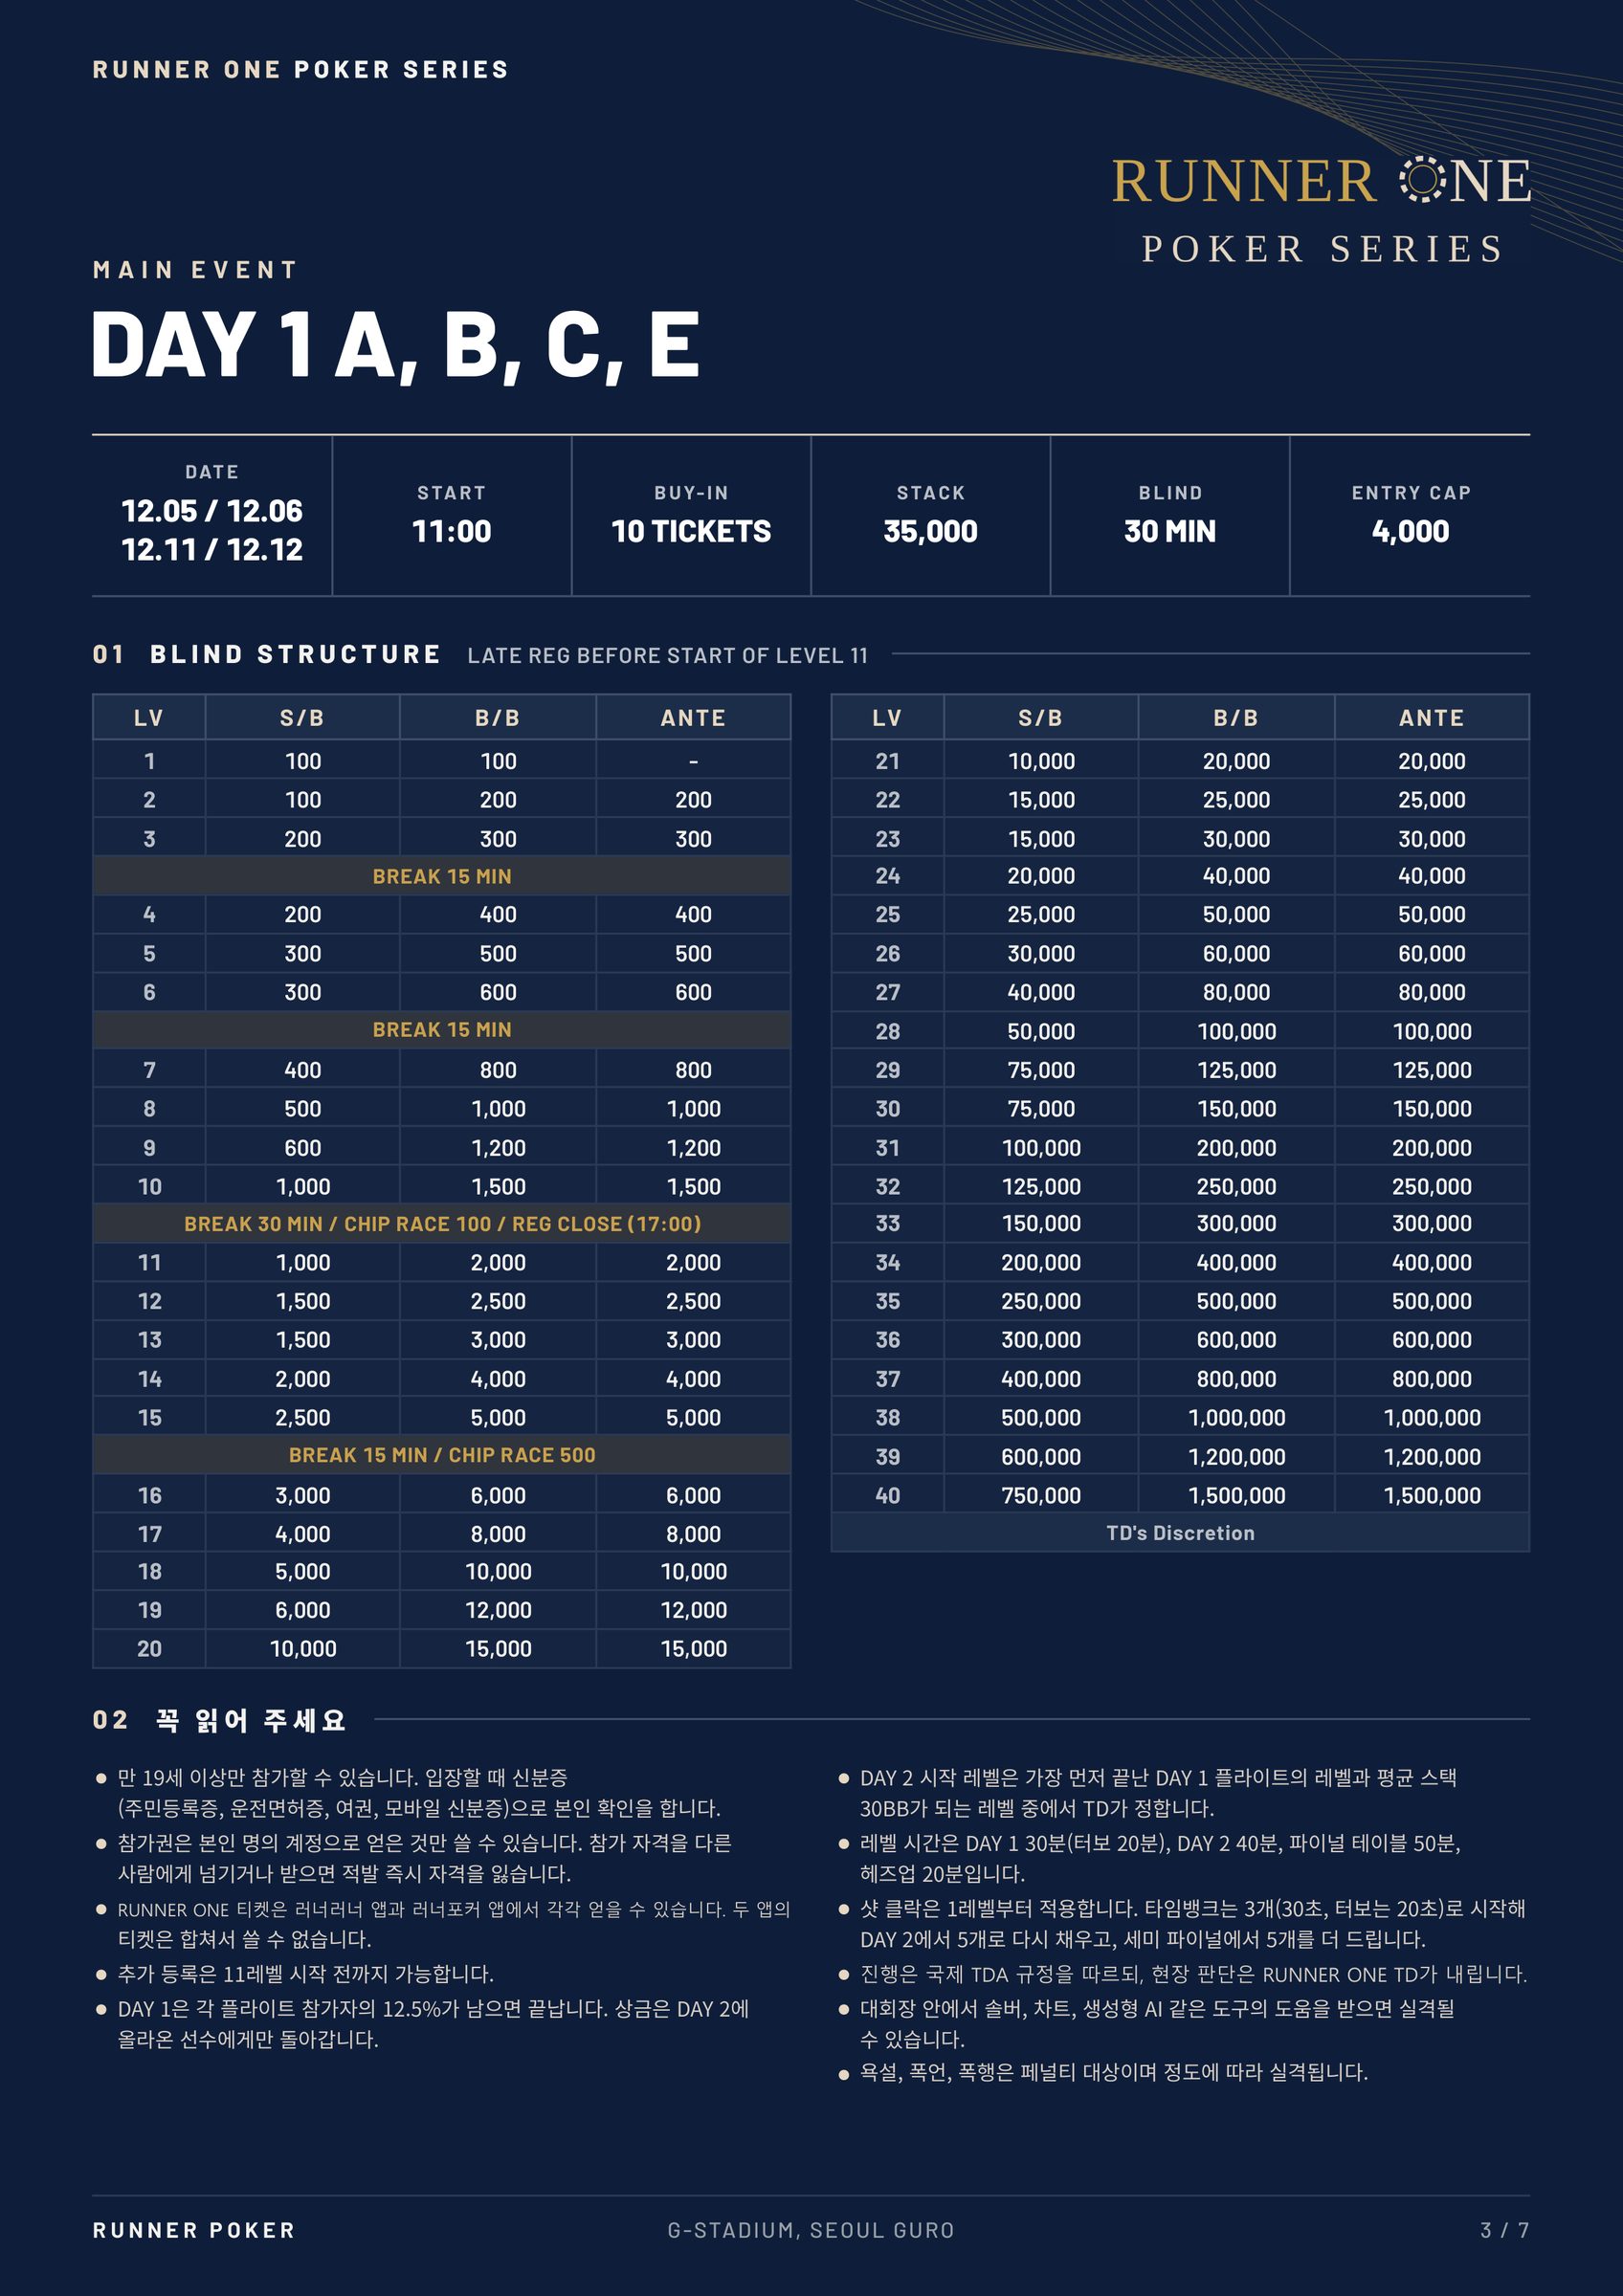 RUNNER ONE POKER SERIES
RUNNER ONE
POKER SERIES
MAIN EVENT
DAY 1 A, B, C, E
DATE
12.05 / 12.06
12.11 / 12.12
START
11:00
BUY-IN
10 TICKETS
STACK
35,000
BLIND
30 MIN
ENTRY CAP
4,000
01 BLIND STRUCTURE LATE REG BEFORE START OF LEVEL 11
LV S/B B/B ANTE
1 100 100 -
2 100 200 200
3 200 300 300
BREAK 15 MIN
4 200 400 400
5 300 500 500
6 300 600 600
BREAK 15 MIN
7 400 800 800
8 500 1,000 1,000
9 600 1,200 1,200
10 1,000 1,500 1,500
BREAK 30 MIN / CHIP RACE 100 / REG CLOSE (17:00)
11 1,000 2,000 2,000
12 1,500 2,500 2,500
13 1,500 3,000 3,000
14 2,000 4,000 4,000
15 2,500 5,000 5,000
BREAK 15 MIN / CHIP RACE 500
16 3,000 6,000 6,000
17 4,000 8,000 8,000
18 5,000 10,000 10,000
19 6,000 12,000 12,000
20 10,000 15,000 15,000
LV S/B B/B ANTE
21 10,000 20,000 20,000
22 15,000 25,000 25,000
23 15,000 30,000 30,000
24 20,000 40,000 40,000
25 25,000 50,000 50,000
26 30,000 60,000 60,000
27 40,000 80,000 80,000
28 50,000 100,000 100,000
29 75,000 125,000 125,000
30 75,000 150,000 150,000
31 100,000 200,000 200,000
32 125,000 250,000 250,000
33 150,000 300,000 300,000
34 200,000 400,000 400,000
35 250,000 500,000 500,000
36 300,000 600,000 600,000
37 400,000 800,000 800,000
38 500,000 1,000,000 1,000,000
39 600,000 1,200,000 1,200,000
40 750,000 1,500,000 1,500,000
TD's Discretion
02 꼭 읽어 주세요
● 만 19세 이상만 참가할 수 있습니다. 입장할 때 신분증
(주민등록증, 운전면허증, 여권, 모바일 신분증)으로 본인 확인을 합니다.
● 참가권은 본인 명의 계정으로 얻은 것만 쓸 수 있습니다. 참가 자격을 다른
사람에게 넘기거나 받으면 적발 즉시 자격을 잃습니다.
● RUNNER ONE 티켓은 러너러너 앱과 러너포커 앱에서 각각 얻을 수 있습니다. 두 앱의
티켓은 합쳐서 쓸 수 없습니다.
● 추가 등록은 11레벨 시작 전까지 가능합니다.
● DAY 1은 각 플라이트 참가자의 12.5%가 남으면 끝납니다. 상금은 DAY 2에
올라온 선수에게만 돌아갑니다.
● DAY 2 시작 레벨은 가장 먼저 끝난 DAY 1 플라이트의 레벨과 평균 스택
30BB가 되는 레벨 중에서 TD가 정합니다.
● 레벨 시간은 DAY 1 30분(터보 20분), DAY 2 40분, 파이널 테이블 50분,
헤즈업 20분입니다.
● 샷 클락은 1레벨부터 적용합니다. 타임뱅크는 3개(30초, 터보는 20초)로 시작해
DAY 2에서 5개로 다시 채우고, 세미 파이널에서 5개를 더 드립니다.
● 진행은 국제 TDA 규정을 따르되, 현장 판단은 RUNNER ONE TD가 내립니다.
● 대회장 안에서 솔버, 차트, 생성형 AI 같은 도구의 도움을 받으면 실격될
수 있습니다.
● 욕설, 폭언, 폭행은 페널티 대상이며 정도에 따라 실격됩니다.
RUNNER POKER
G-STADIUM, SEOUL GURO
3 / 7